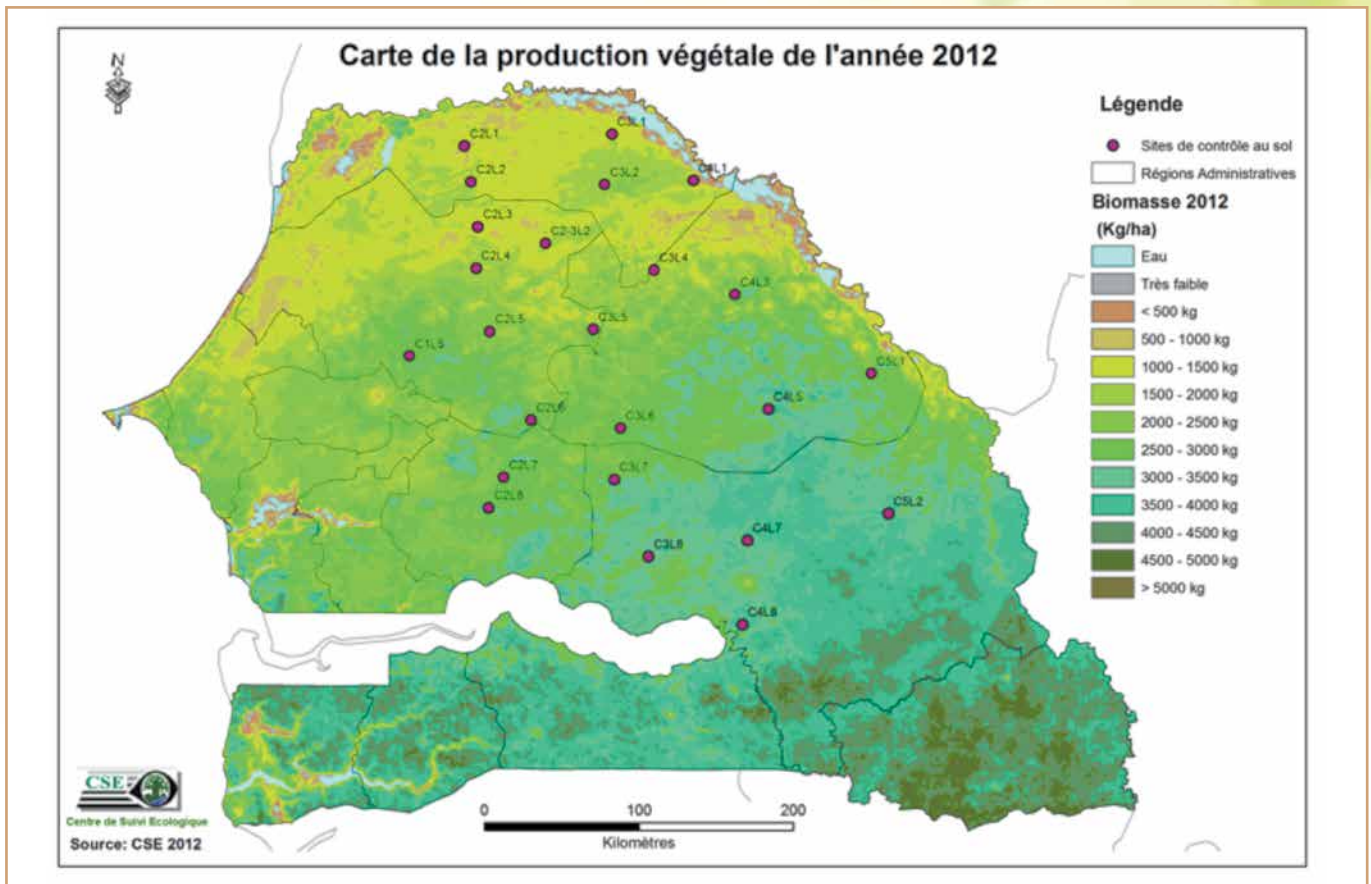 Carte de la production végétale de l'année 2012
N
Légende
Sites de contrôle au sol
Régions Administratives
Biomasse 2012
(Kg/ha)
Eau
Très faible
< 500 kg
500 - 1000 kg
1000 - 1500 kg
1500 - 2000 kg
2000 - 2500 kg
2500 - 3000 kg
3000 - 3500 kg
3500 - 4000 kg
4000 - 4500 kg
4500 - 5000 kg
> 5000 kg
C3L1
C2L1
C2L2
C3L2
C4L1
C2L3
C2-3L2
C2L4
C3L4
C4L3
C2L5
C3L5
C1L5
C5L1
C4L5
C2L6
C3L6
C2L7
C3L7
C2L8
C5L2
C4L7
C3L8
C4L8
CSE
Centre de Suivi Ecologique
Source: CSE 2012
0 100 200
Kilomètres